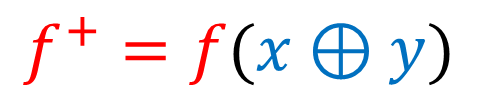 f⁺ = f(x ⊕ y)